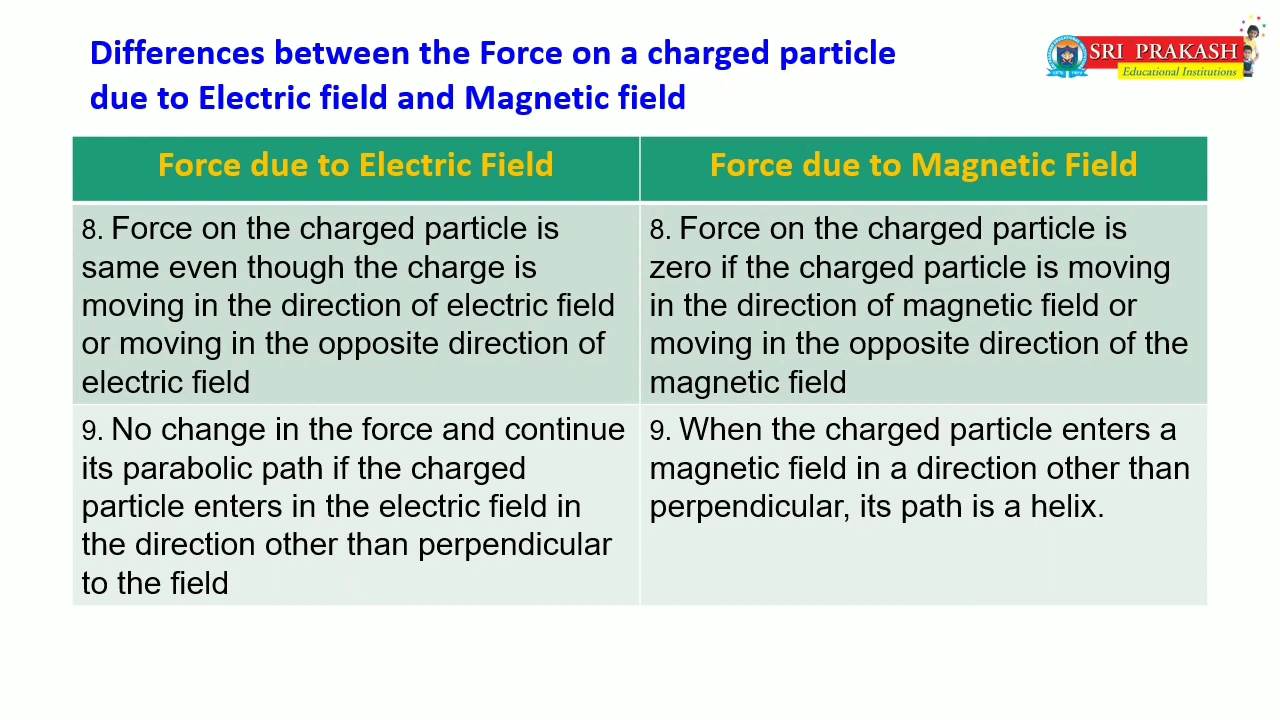 Differences between the Force on a charged particle
due to Electric field and Magnetic field
SRI PRAKASH
Educational Institutions
Force due to Electric Field
Force due to Magnetic Field
8. Force on the charged particle is
same even though the charge is
moving in the direction of electric field
or moving in the opposite direction of
electric field
8. Force on the charged particle is
zero if the charged particle is moving
in the direction of magnetic field or
moving in the opposite direction of the
magnetic field
9. No change in the force and continue
its parabolic path if the charged
particle enters in the electric field in
the direction other than perpendicular
to the field
9. When the charged particle enters a
magnetic field in a direction other than
perpendicular, its path is a helix.